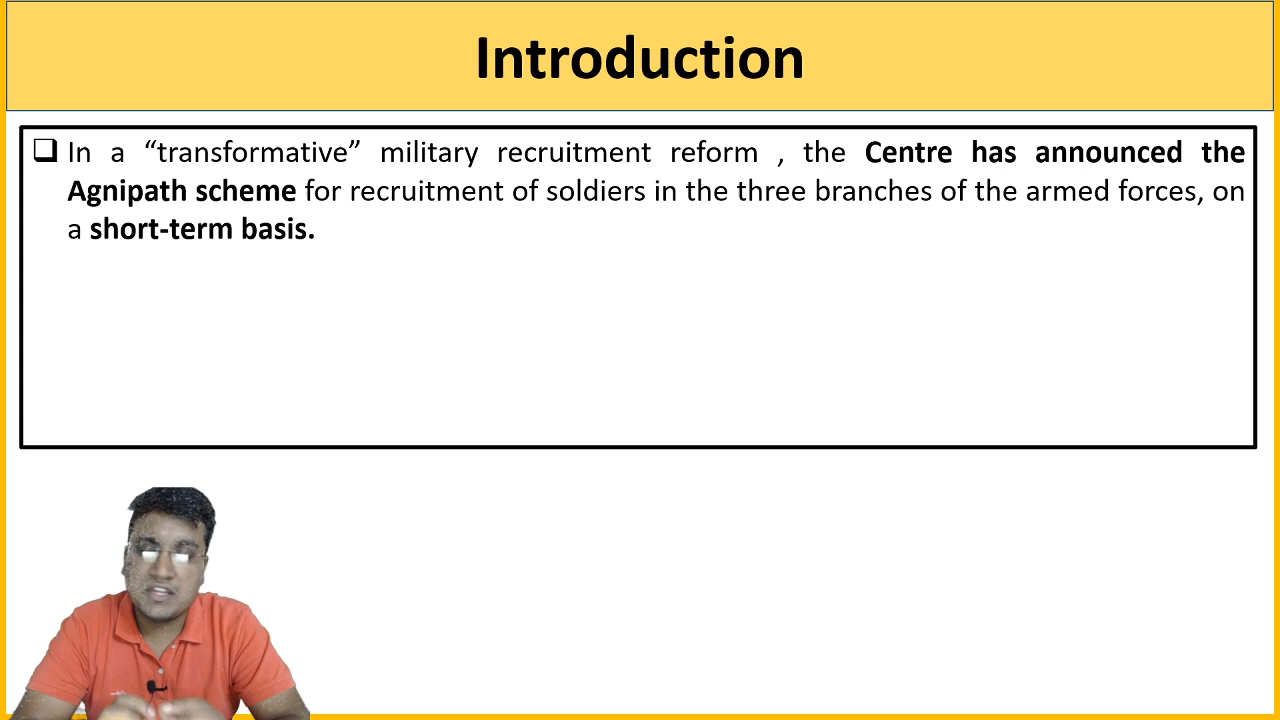 Introduction
❑ In a “transformative” military recruitment reform , the Centre has announced the
Agnipath scheme for recruitment of soldiers in the three branches of the armed forces, on
a short-term basis.